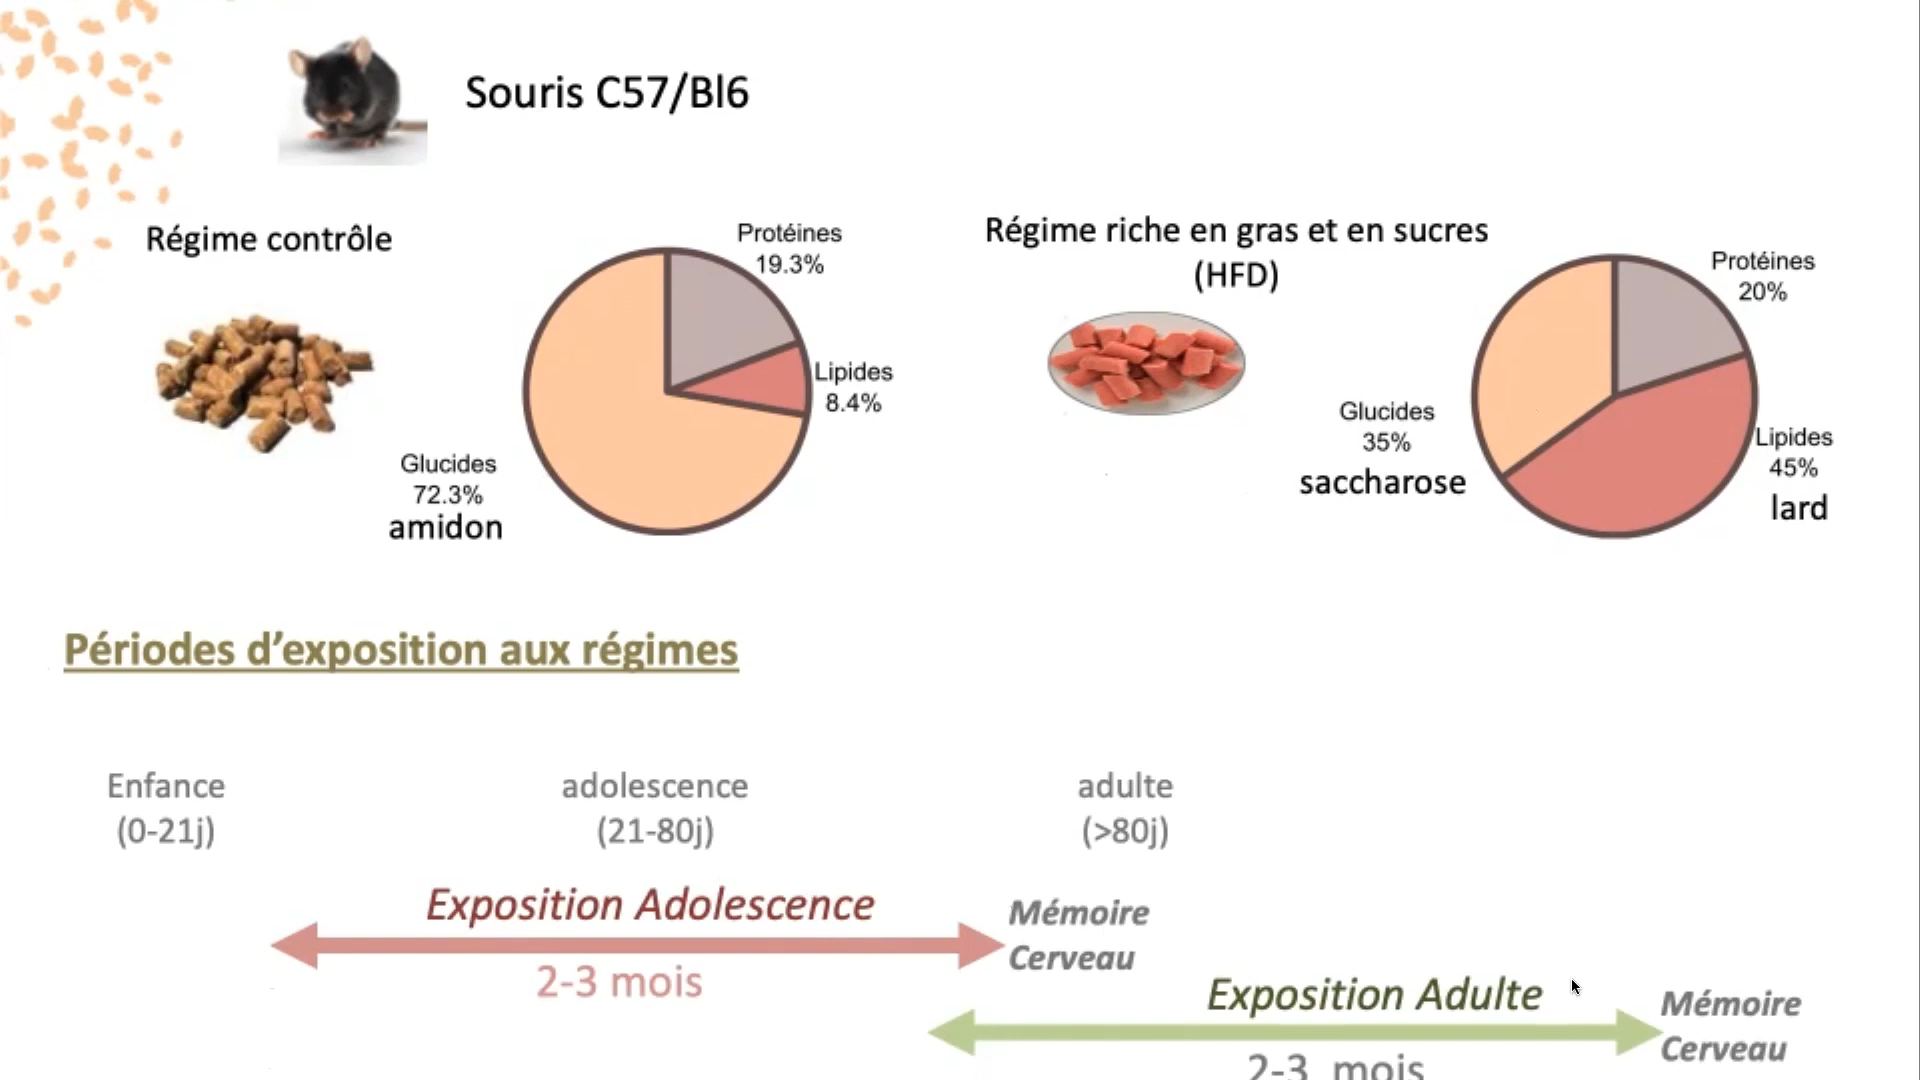 Souris C57/Bl6
Régime contrôle
Protéines
19.3%
Lipides
8.4%
Glucides
72.3%
amidon
Régime riche en gras et en sucres
(HFD)
Protéines
20%
Glucides
35%
saccharose
Lipides
45%
lard
Périodes d’exposition aux régimes
Enfance
(0-21j)
adolescence
(21-80j)
adulte
(>80j)
Exposition Adolescence
2-3 mois
Mémoire
Cerveau
Exposition Adulte
2-3 mois
Mémoire
Cerveau